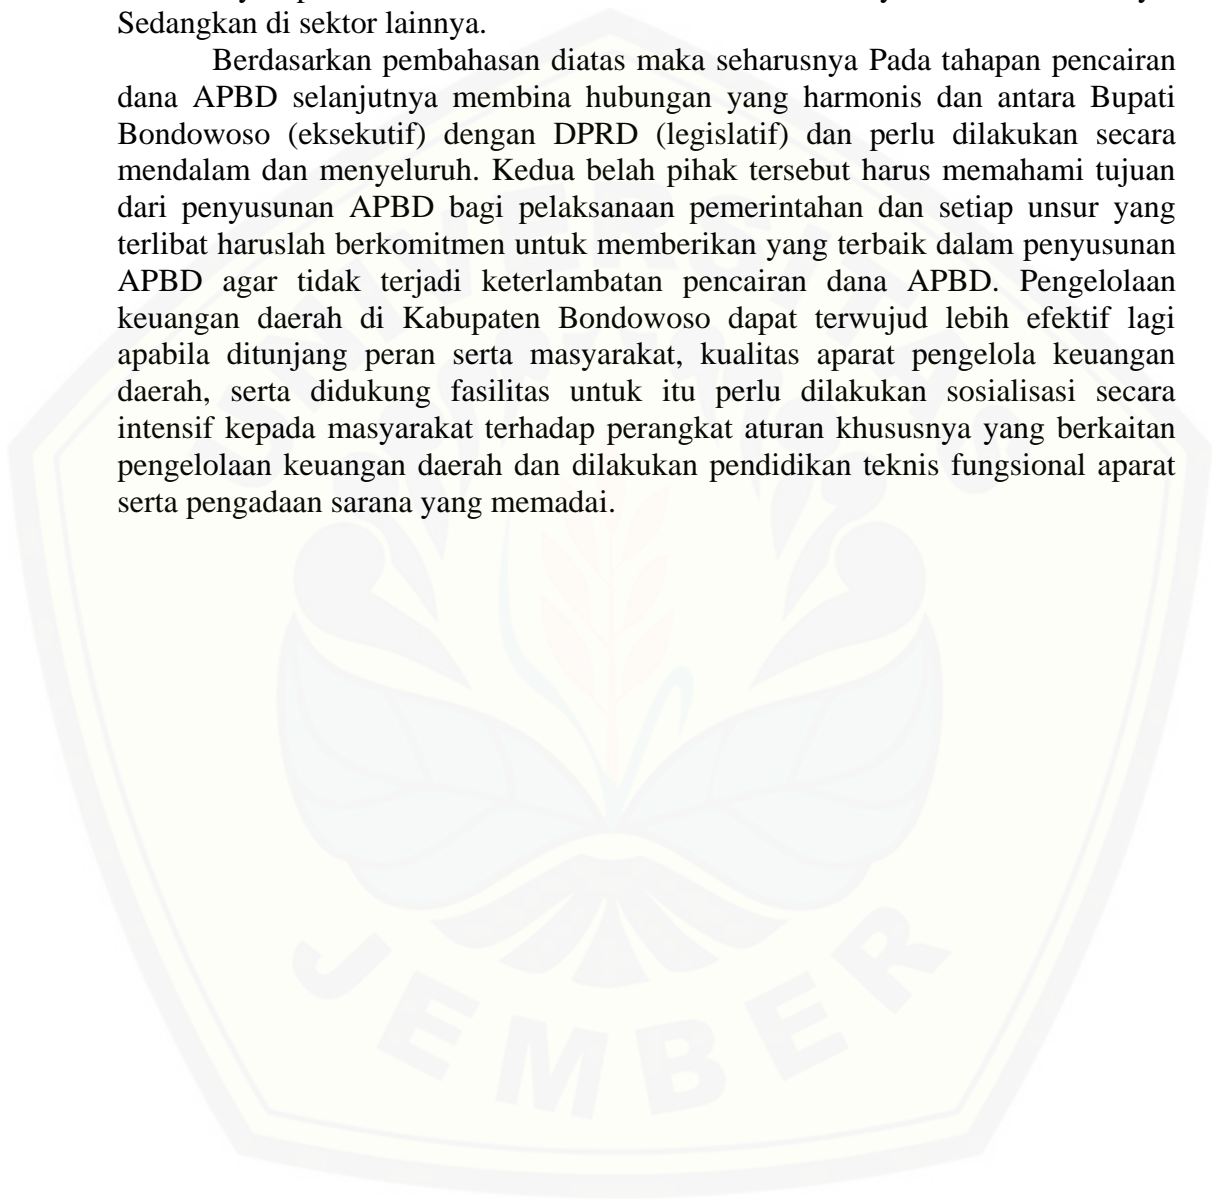 Sedangkan di sektor lainnya.
Berdasarkan pembahasan diatas maka seharusnya Pada tahapan pencairan
dana APBD selanjutnya membina hubungan yang harmonis dan antara Bupati
Bondowoso (eksekutif) dengan DPRD (legislatif) dan perlu dilakukan secara
mendalam dan menyeluruh. Kedua belah pihak tersebut harus memahami tujuan
dari penyusunan APBD bagi pelaksanaan pemerintahan dan setiap unsur yang
terlibat haruslah berkomitmen untuk memberikan yang terbaik dalam penyusunan
APBD agar tidak terjadi keterlambatan pencairan dana APBD. Pengelolaan
keuangan daerah di Kabupaten Bondowoso dapat terwujud lebih efektif lagi
apabila ditunjang peran serta masyarakat, kualitas aparat pengelola keuangan
daerah, serta didukung fasilitas untuk itu perlu dilakukan sosialisasi secara
intensif kepada masyarakat terhadap perangkat aturan khususnya yang berkaitan
pengelolaan keuangan daerah dan dilakukan pendidikan teknis fungsional aparat
serta pengadaan sarana yang memadai.
UNIVERSITAS
JEMBER